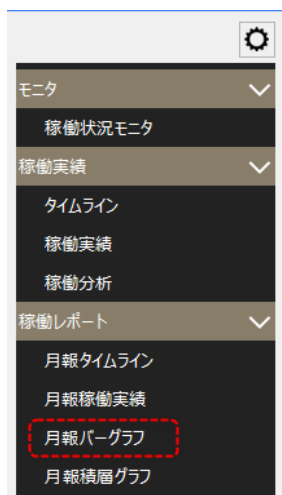 モニタ
稼働状況モニタ
稼働実績
タイムライン
稼働実績
稼働分析
稼働レポート
月報タイムライン
月報稼働実績
月報バーグラフ
月報積層グラフ